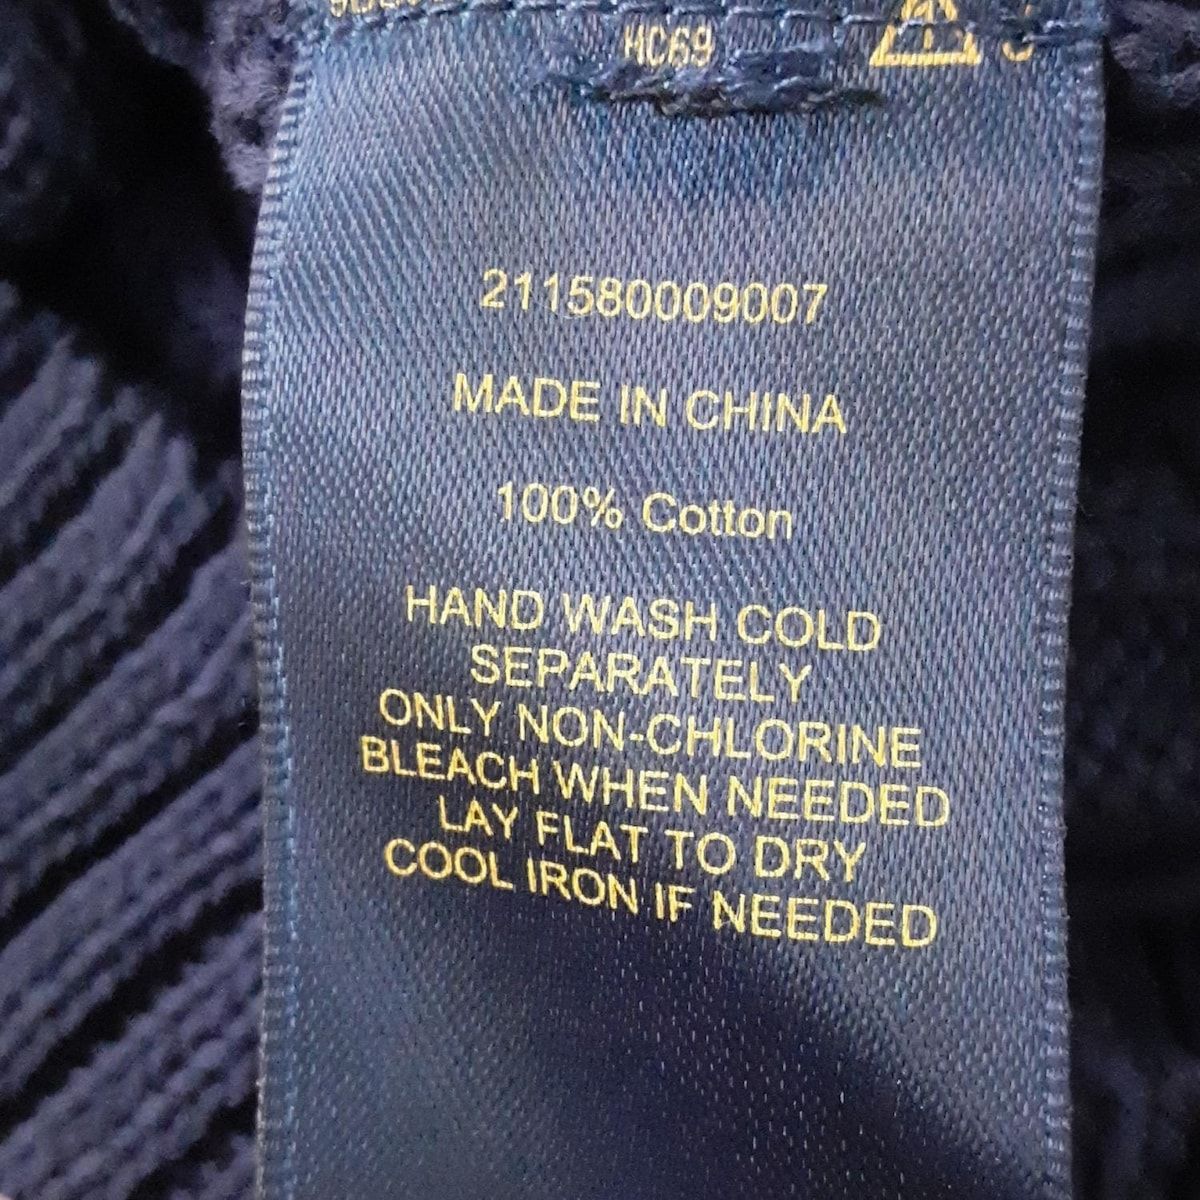 HC69
211580009007
MADE IN CHINA
100% Cotton
HAND WASH COLD
SEPARATELY
ONLY NON-CHLORINE
BLEACH WHEN NEEDED
LAY FLAT TO DRY
COOL IRON IF NEEDED